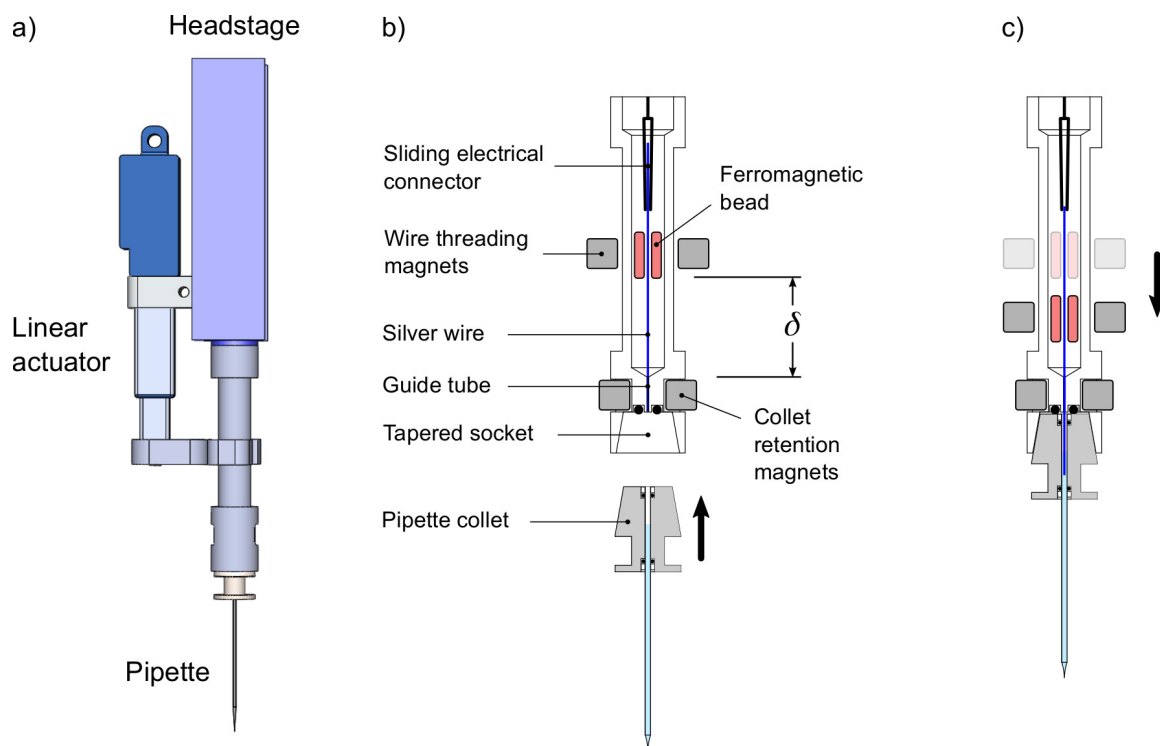 a)
Headstage
Linear
actuator
Pipette
b)
Sliding electrical
connector
Ferromagnetic
bead
Wire threading
magnets
δ
Silver wire
Guide tube
Tapered socket
Collet
retention
magnets
Pipette collet
c)